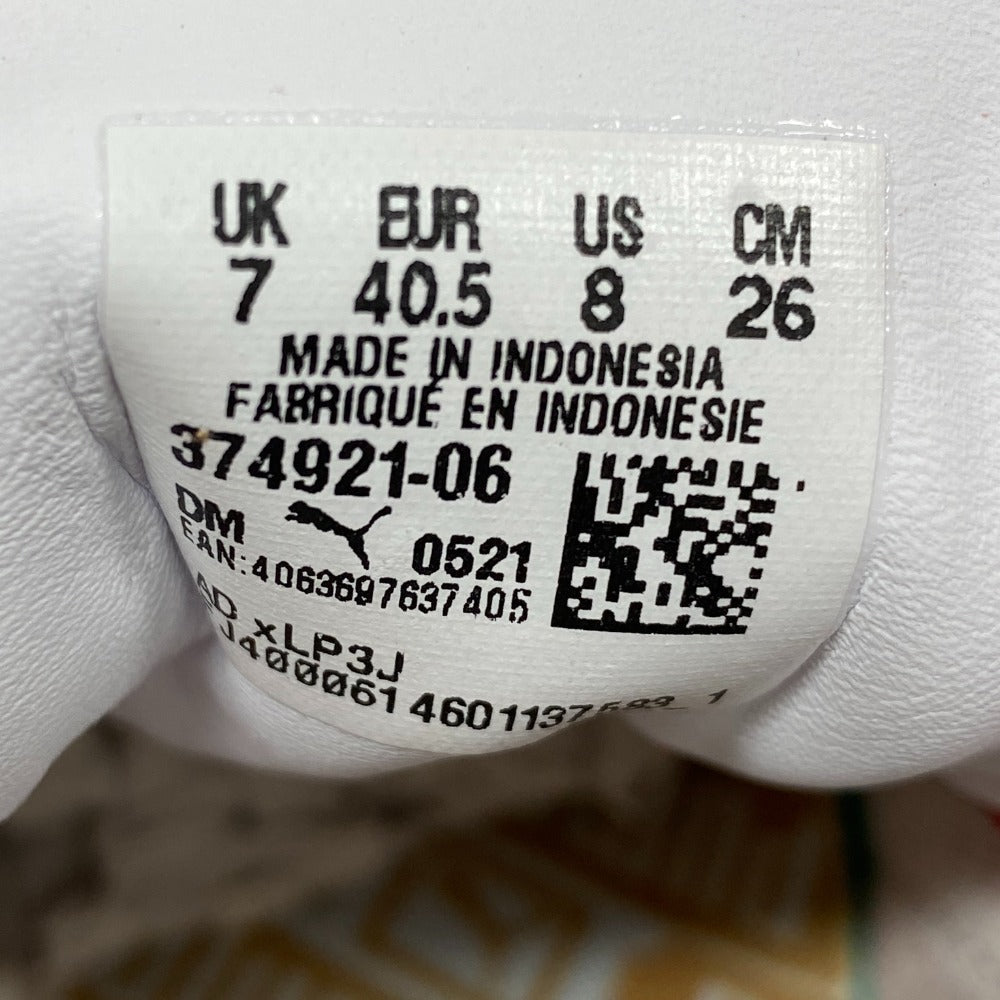 UK EUR US CM
7 40.5 8 26
MADE IN INDONESIA
FABRIQUÉ EN INDONESIE
374921-06
DM 0521
EAN:4063697637405
xLP3J